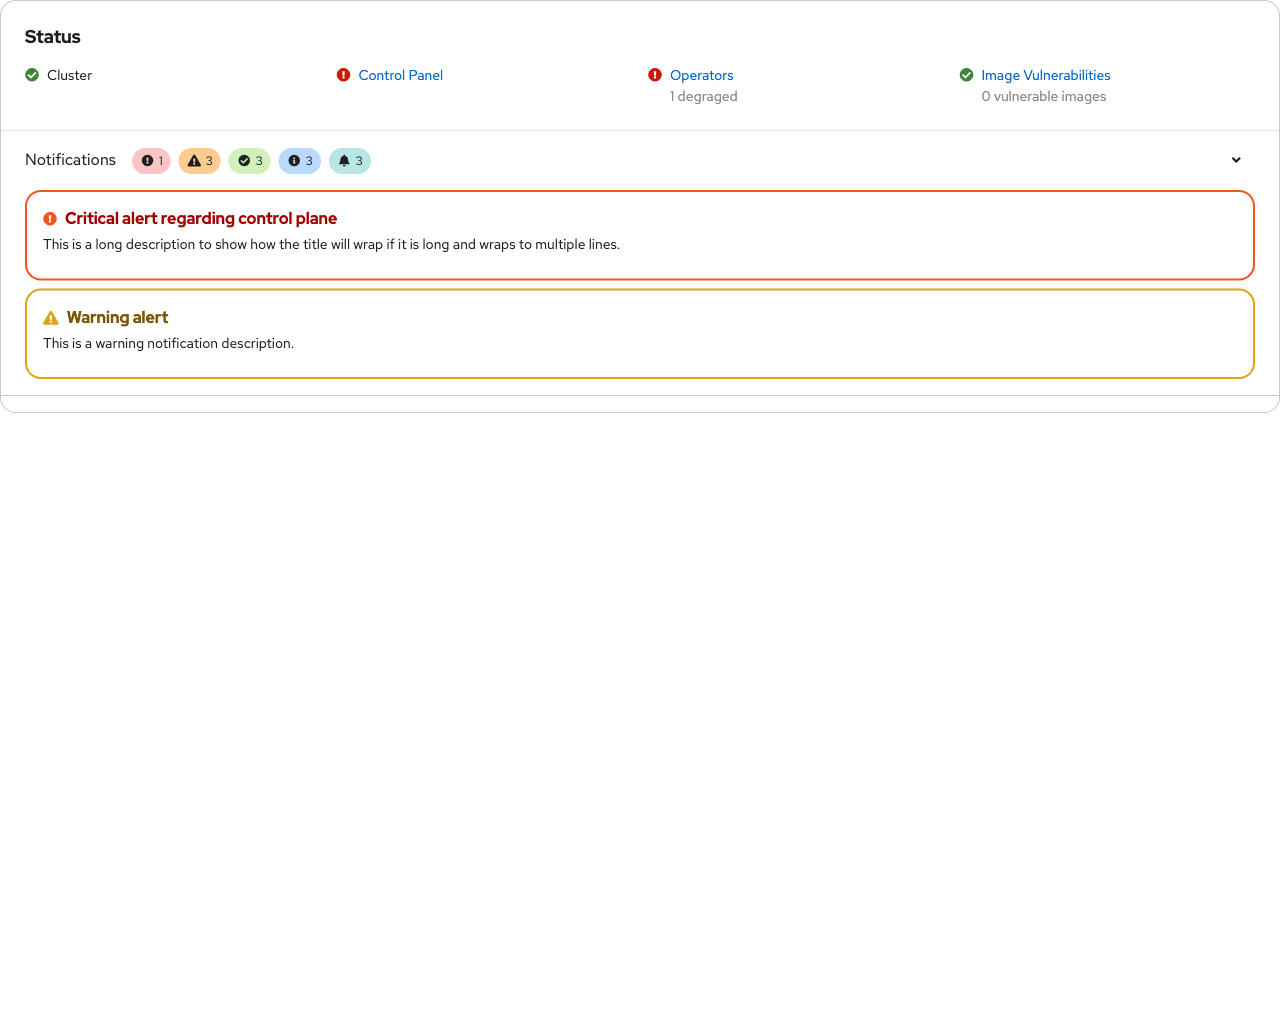 Status
Cluster
Control Panel
Operators
1 degraged
Image Vulnerabilities
0 vulnerable images
Notifications 1 3 3 3 3
Critical alert regarding control plane
This is a long description to show how the title will wrap if it is long and wraps to multiple lines.
Warning alert
This is a warning notification description.